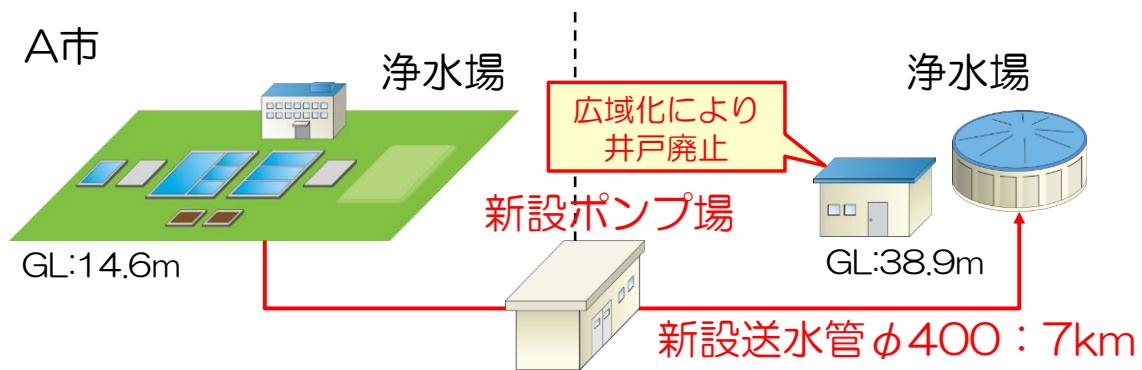 A市
浄水場
浄水場
広域化により
井戸廃止
新設ポンプ場
GL:14.6m
GL:38.9m
新設送水管φ400：7km